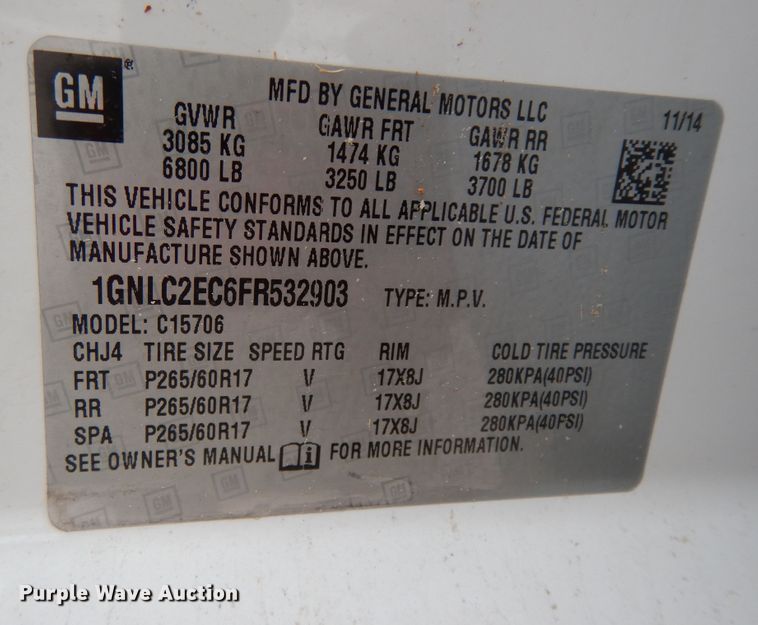 GM ®
MFD BY GENERAL MOTORS LLC
11/14
GVWR GAWR FRT GAWR RR
3085 KG 1474 KG 1678 KG
6800 LB 3250 LB 3700 LB
THIS VEHICLE CONFORMS TO ALL APPLICABLE U.S. FEDERAL MOTOR
VEHICLE SAFETY STANDARDS IN EFFECT ON THE DATE OF
MANUFACTURE SHOWN ABOVE.
1GNLC2EC6FR532903 TYPE: M.P.V.
MODEL: C15706
CHJ4 TIRE SIZE SPEED RTG RIM COLD TIRE PRESSURE
FRT P265/60R17 V 17X8J 280KPA(40PSI)
RR P265/60R17 V 17X8J 280KPA(40PSI)
SPA P265/60R17 V 17X8J 280KPA(40PSI)
SEE OWNER'S MANUAL i FOR MORE INFORMATION.
Purple Wave Auction